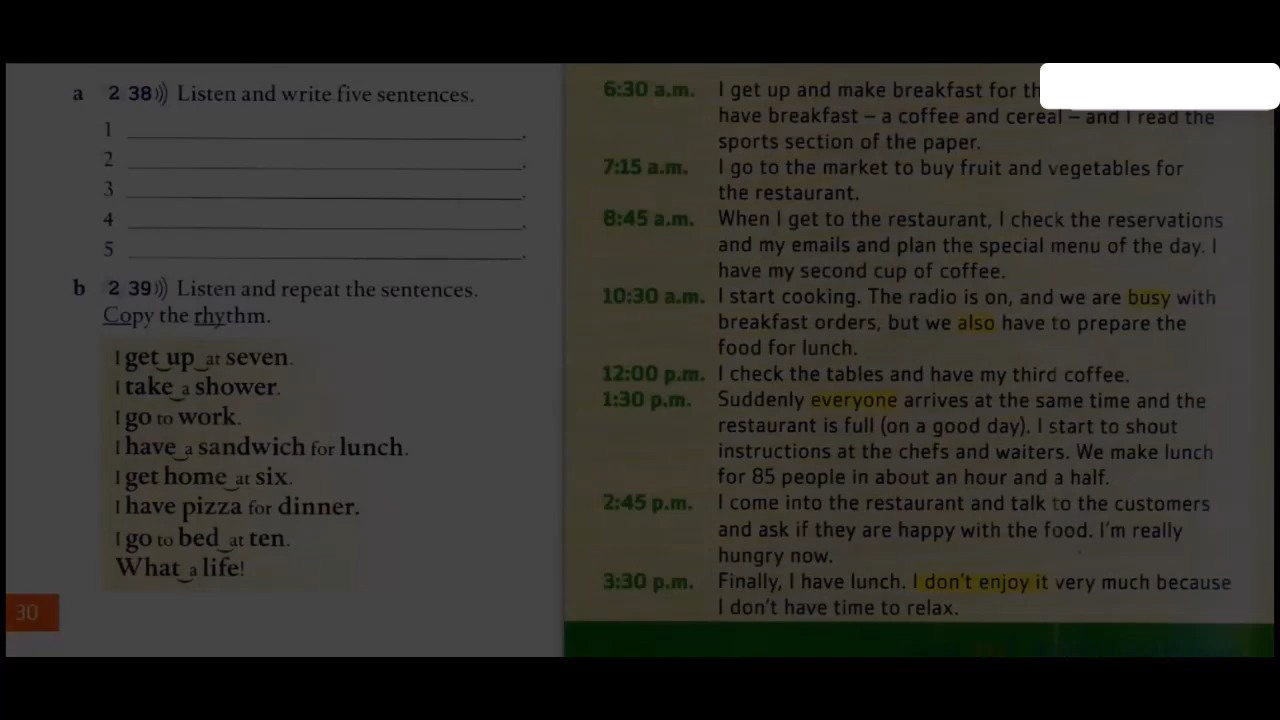 a 2 38 Listen and write five sentences.
1 .
2 .
3 .
4 .
5 .
b 2 39 Listen and repeat the sentences.
Copy the rhythm.
I get up at seven.
I take a shower.
I go to work.
I have a sandwich for lunch.
I get home at six.
I have pizza for dinner.
I go to bed at ten.
What a life!
30
6:30 a.m. I get up and make breakfast for
have breakfast – a coffee and cereal – and I read the
sports section of the paper.
7:15 a.m. I go to the market to buy fruit and vegetables for
the restaurant.
8:45 a.m. When I get to the restaurant, I check the reservations
and my emails and plan the special menu of the day. I
have my second cup of coffee.
10:30 a.m. I start cooking. The radio is on, and we are busy with
breakfast orders, but we also have to prepare the
food for lunch.
12:00 p.m. I check the tables and have my third coffee.
1:30 p.m. Suddenly everyone arrives at the same time and the
restaurant is full (on a good day). I start to shout
instructions at the chefs and waiters. We make lunch
for 85 people in about an hour and a half.
2:45 p.m. I come into the restaurant and talk to the customers
and ask if they are happy with the food. I'm really
hungry now.
3:30 p.m. Finally, I have lunch. I don't enjoy it very much because
I don't have time to relax.